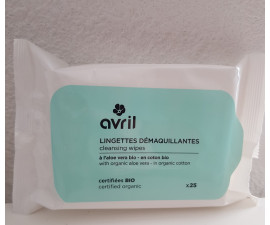 avril
LINGETTES DÉMAQUILLANTES
cleansing wipes
à l'aloe vera bio - en coton bio
with organic aloe vera - in organic cotton
certifiées BIO
certified organic
x25